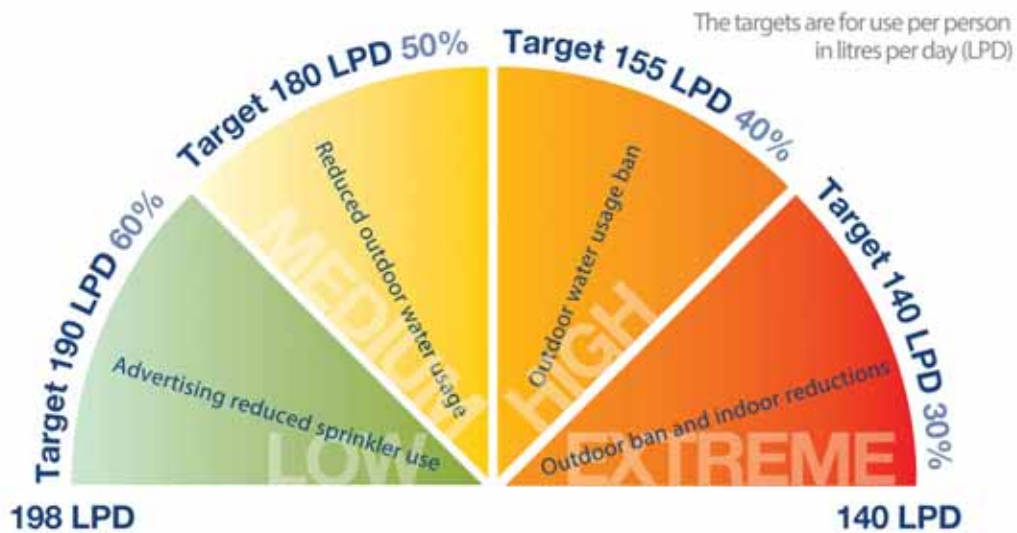 The targets are for use per person
in litres per day (LPD)
Target 190 LPD 60%
Target 180 LPD 50%
Target 155 LPD 40%
Target 140 LPD 30%
Advertising reduced sprinkler use
LOW
Reduced outdoor water usage
MEDIUM
Outdoor water usage ban
HIGH
Outdoor ban and indoor reductions
EXTREME
198 LPD
140 LPD